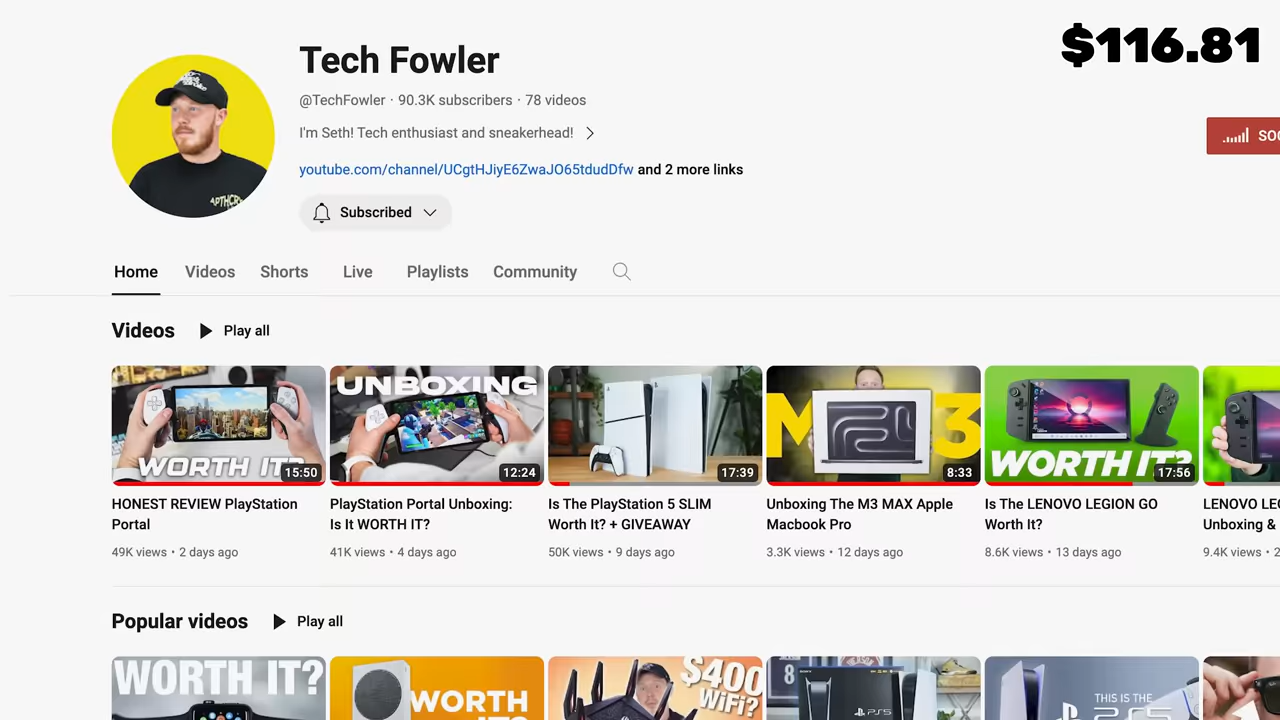 $116.81
Tech Fowler
@TechFowler · 90.3K subscribers · 78 videos
I'm Seth! Tech enthusiast and sneakerhead!
youtube.com/channel/UCgtHJiyE6ZwaJO65tdudDfw and 2 more links
Subscribed
Home Videos Shorts Live Playlists Community
Videos Play all
WORTH IT?
15:50
UNBOXING
12:24
17:39
M3
8:33
WORTH IT?
17:56
HONEST REVIEW PlayStation
Portal
49K views • 2 days ago
PlayStation Portal Unboxing:
Is It WORTH IT?
41K views • 4 days ago
Is The PlayStation 5 SLIM
Worth It? + GIVEAWAY
50K views • 9 days ago
Unboxing The M3 MAX Apple
Macbook Pro
3.3K views • 12 days ago
Is The LENOVO LEGION GO
Worth It?
8.6K views • 13 days ago
Unboxing &
9.4K views • 2
Popular videos Play all
WORTH IT?
WORTH
$400
WiFi?
PS5
THIS IS THE
PS5